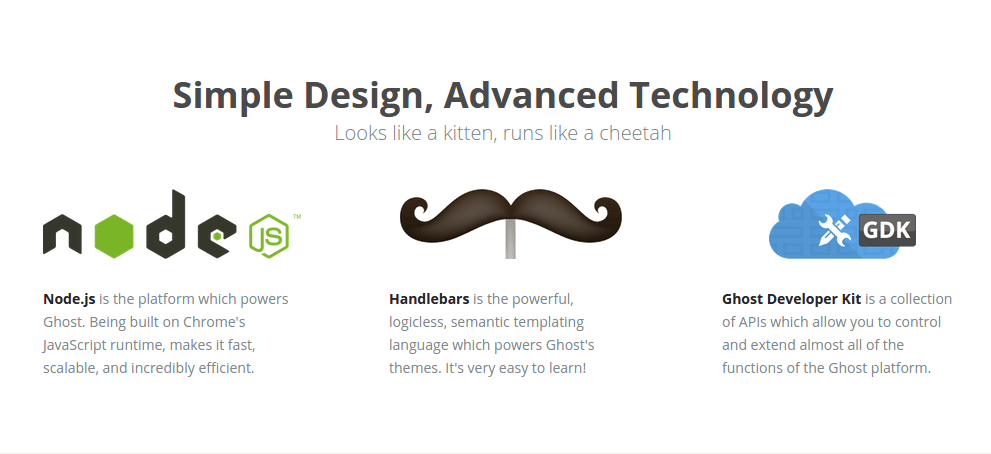 Simple Design, Advanced Technology
Looks like a kitten, runs like a cheetah
node JS ™
GDK
Node.js is the platform which powers
Ghost. Being built on Chrome's
JavaScript runtime, makes it fast,
scalable, and incredibly efficient.
Handlebars is the powerful,
logicless, semantic templating
language which powers Ghost's
themes. It's very easy to learn!
Ghost Developer Kit is a collection
of APIs which allow you to control
and extend almost all of the
functions of the Ghost platform.